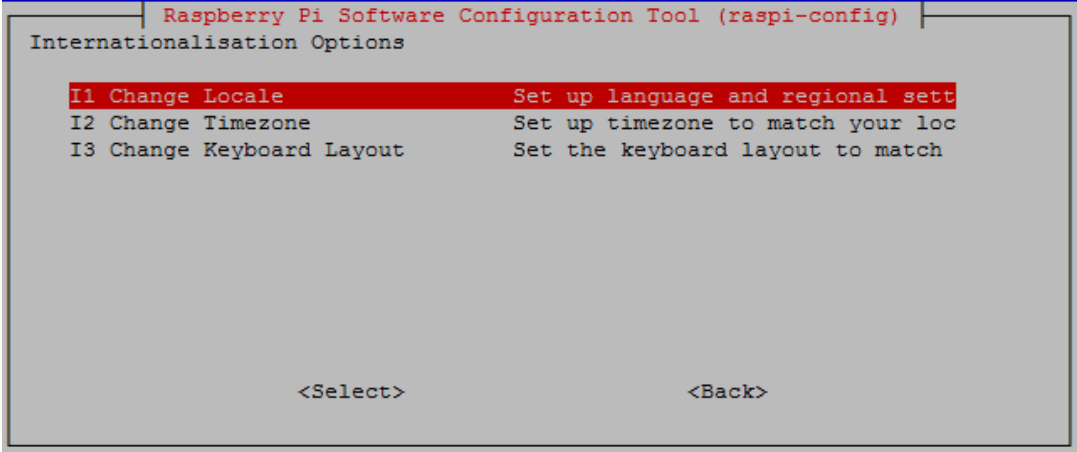 Raspberry Pi Software Configuration Tool (raspi-config)
Internationalisation Options
I1 Change Locale Set up language and regional sett
I2 Change Timezone Set up timezone to match your loc
I3 Change Keyboard Layout Set the keyboard layout to match
<Select> <Back>